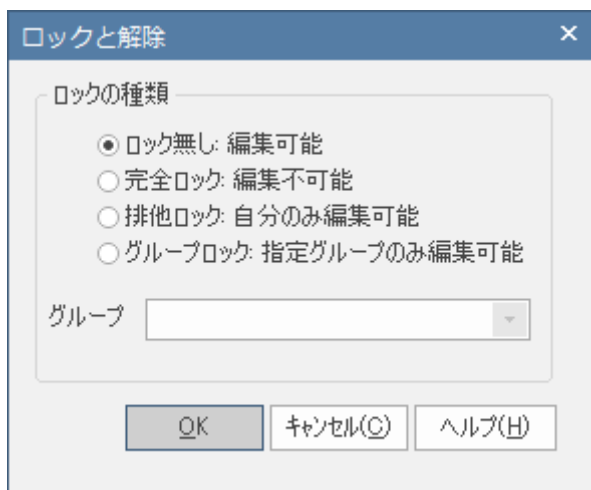 ロックと解除
ロックの種類
ロック無し: 編集可能
完全ロック: 編集不可能
排他ロック: 自分のみ編集可能
グループロック: 指定グループのみ編集可能
グループ
OK キャンセル(C) ヘルプ(H)